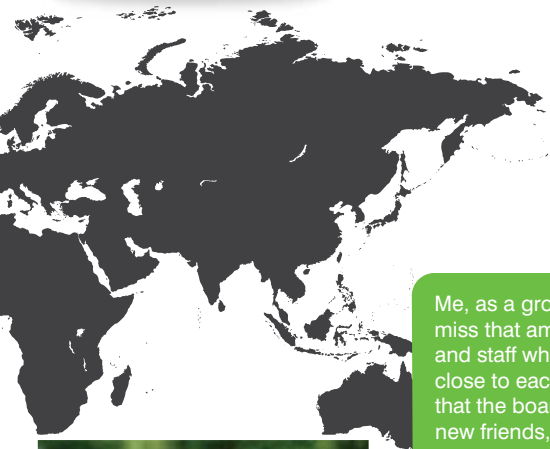 Me, as a gro
miss that am
and staff wh
close to eac
that the boa
new friends,